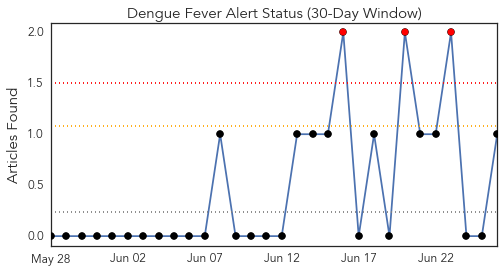 Dengue Fever Alert Status (30-Day Window)
Articles Found
2.0
1.5
1.0
0.5
0.0
May 28
Jun 02
Jun 07
Jun 12
Jun 17
Jun 22